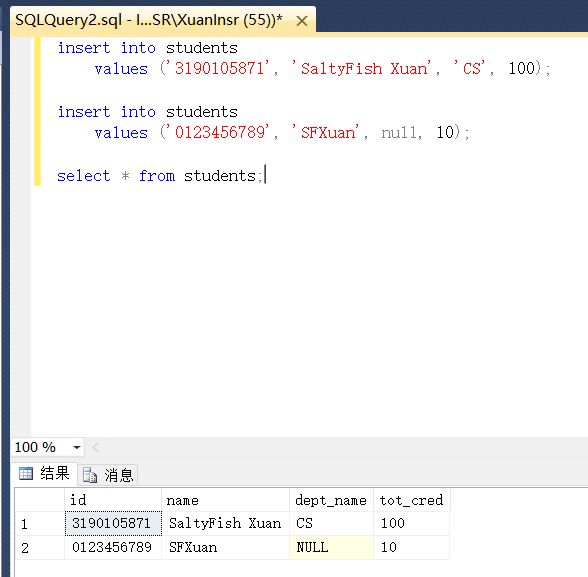 SQLQuery2.sql - l...SR\XuanInsr (55))*
insert into students
values ('3190105871', 'SaltyFish Xuan', 'CS', 100);
insert into students
values ('0123456789', 'SFXuan', null, 10);
select * from students;
100 %
结果 消息
id name dept_name tot_cred
1 3190105871 SaltyFish Xuan CS 100
2 0123456789 SFXuan NULL 10